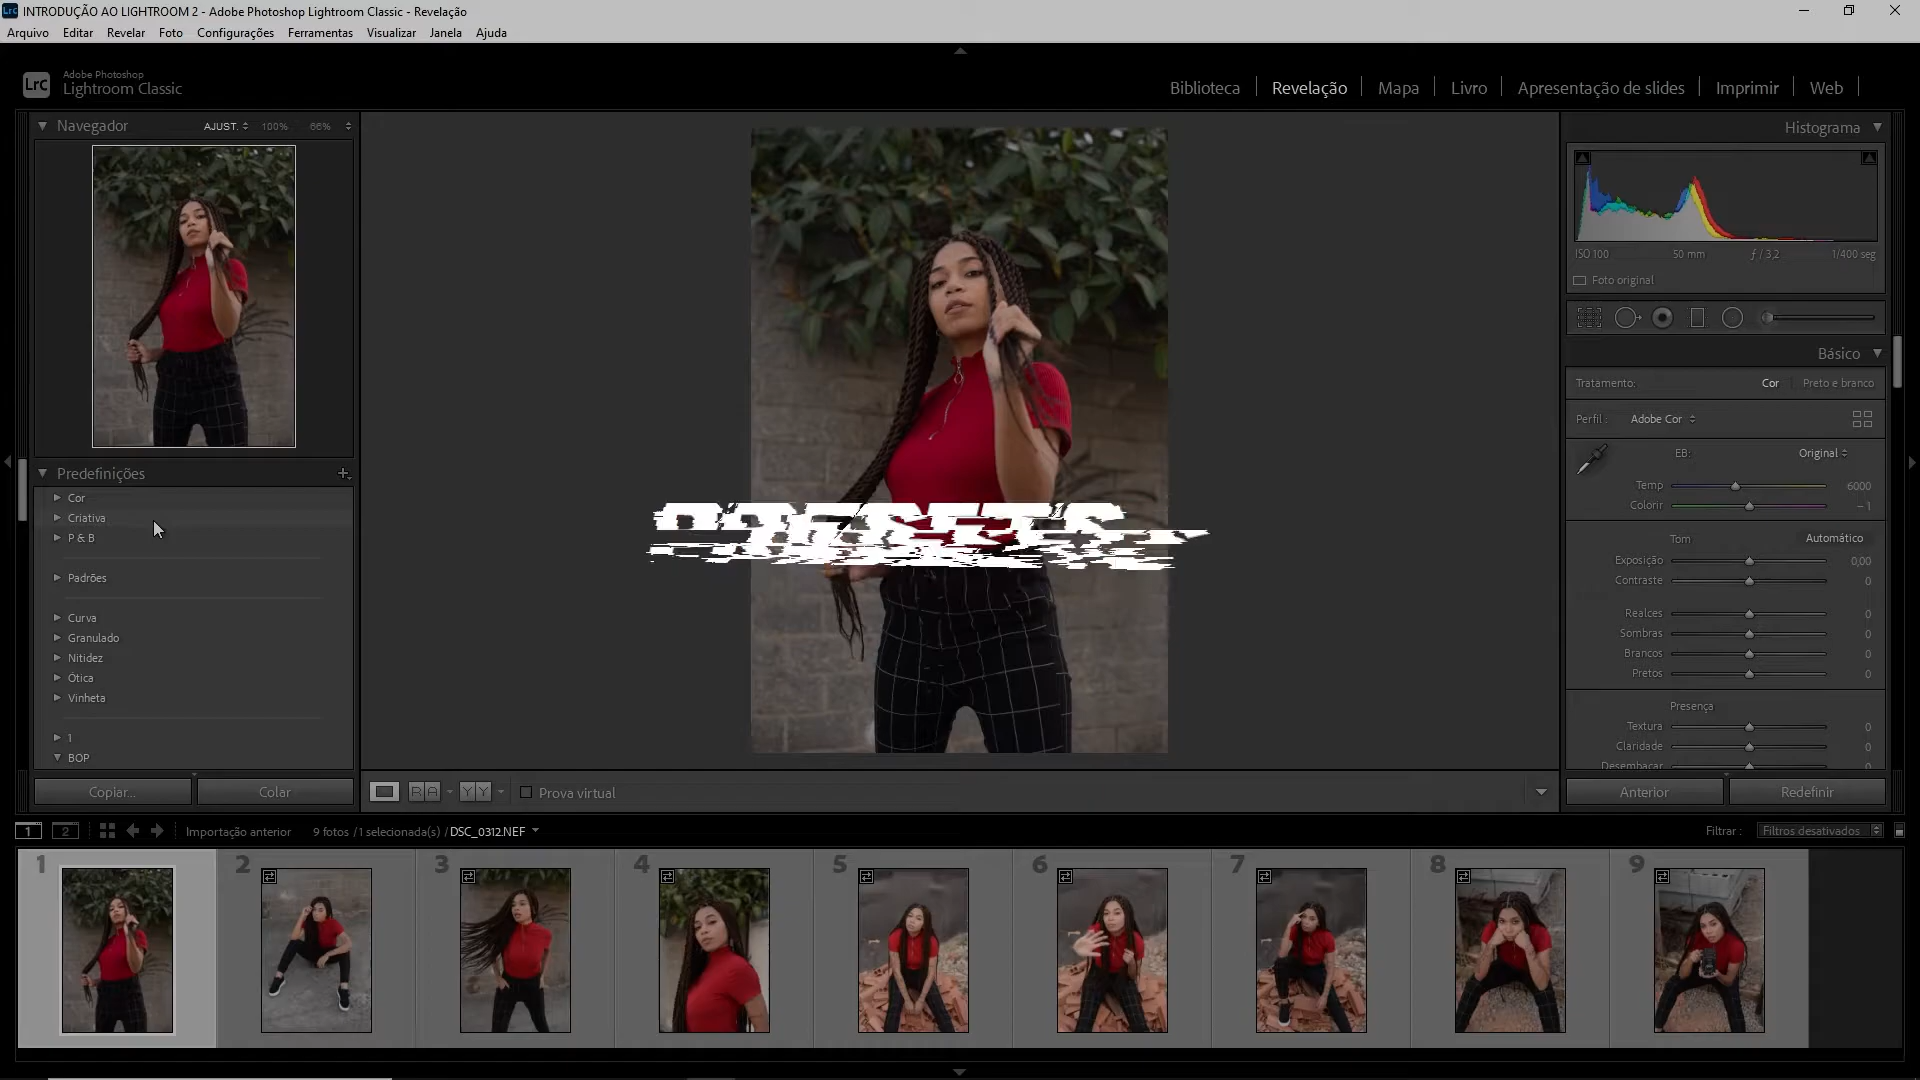 Lrc INTRODUÇÃO AO LIGHTROOM 2 - Adobe Photoshop Lightroom Classic - Revelação
Arquivo Editar Revelar Foto Configurações Ferramentas Visualizar Janela Ajuda
LrC Adobe Photoshop
Lightroom Classic
Biblioteca Revelação Mapa Livro Apresentação de slides Imprimir Web
Navegador AJUST. 100% 66%
Predefinições +
Cor
Criativa
P & B
Padrões
Curva
Granulado
Nitidez
Ótica
Vinheta
1
BOP
Copiar... Colar
PRESETS
R A Y Y Prova virtual
Histograma
ISO 100 50 mm ƒ / 3,2 1/400 seg
Foto original
Básico
Tratamento: Cor Preto e branco
Perfil: Adobe Cor
EB: Original
Temp 6000
Colorir – 1
Tom Automático
Exposição 0,00
Contraste 0
Realces 0
Sombras 0
Brancos 0
Pretos 0
Presença
Textura 0
Claridade 0
Desembaçar 0
Anterior Redefinir
1 2 Importação anterior 9 fotos / 1 selecionada(s) / DSC_0312.NEF
Filtrar : Filtros desativados
1 2 3 4 5 6 7 8 9